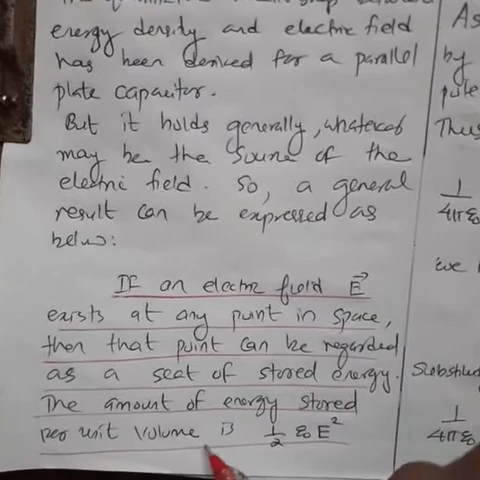 energy density and electric field
has been derived for a parallel
plate capacitor.
But it holds generally, whatever
may be the source of the
electric field. So, a general
result can be expressed as
below:
If an electric field E⃗
exists at any point in space,
then that point can be regarded
as a seat of stored energy.
The amount of energy stored
per unit volume is 1/2 ε0 E²
As
by
Thus
1/4πε0
we
Substitu
1/4πε0